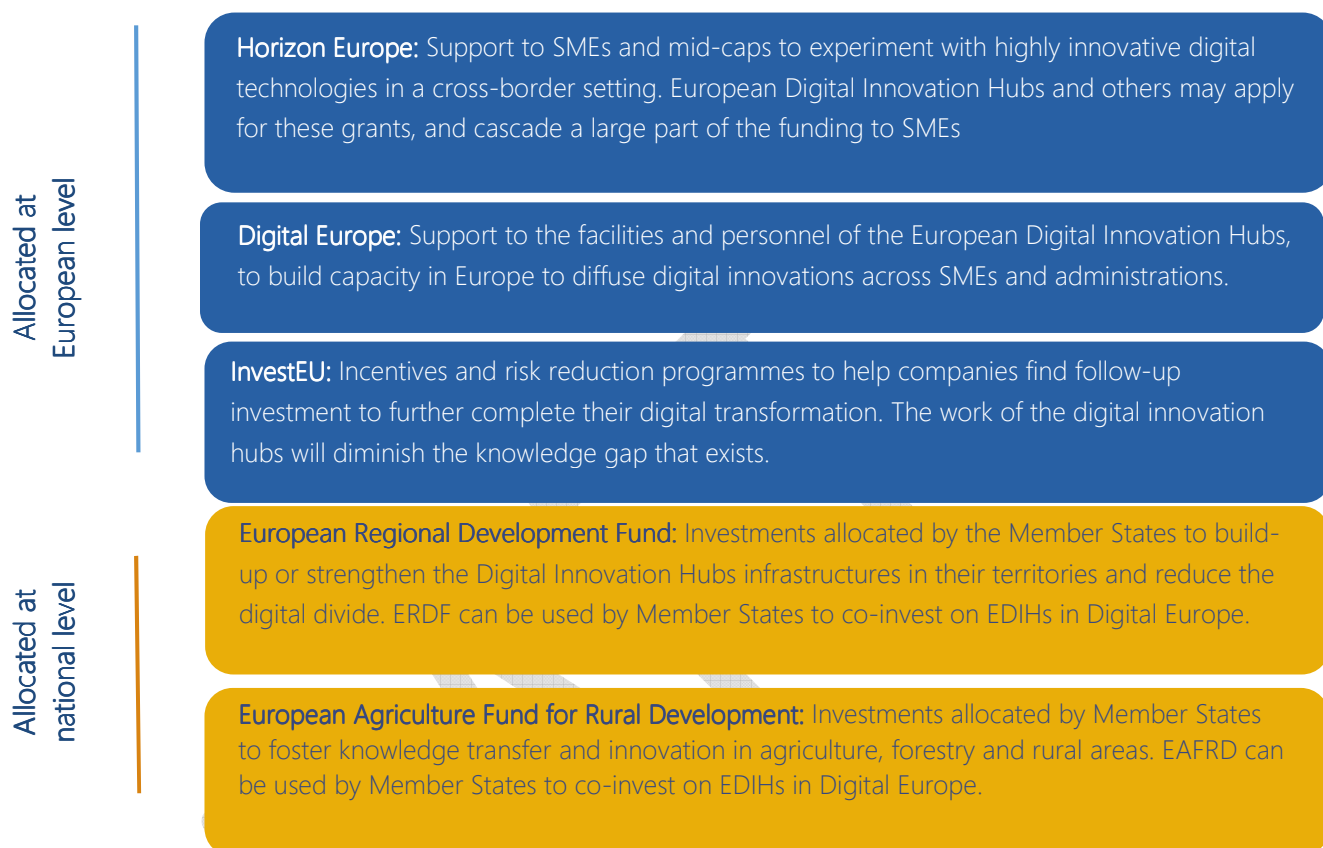 Allocated at
European level
Horizon Europe: Support to SMEs and mid-caps to experiment with highly innovative digital
technologies in a cross-border setting. European Digital Innovation Hubs and others may apply
for these grants, and cascade a large part of the funding to SMEs
Digital Europe: Support to the facilities and personnel of the European Digital Innovation Hubs,
to build capacity in Europe to diffuse digital innovations across SMEs and administrations.
InvestEU: Incentives and risk reduction programmes to help companies find follow-up
investment to further complete their digital transformation. The work of the digital innovation
hubs will diminish the knowledge gap that exists.
Allocated at
national level
European Regional Development Fund: Investments allocated by the Member States to build-
up or strengthen the Digital Innovation Hubs infrastructures in their territories and reduce the
digital divide. ERDF can be used by Member States to co-invest on EDIHs in Digital Europe.
European Agriculture Fund for Rural Development: Investments allocated by Member States
to foster knowledge transfer and innovation in agriculture, forestry and rural areas. EAFRD can
be used by Member States to co-invest on EDIHs in Digital Europe.